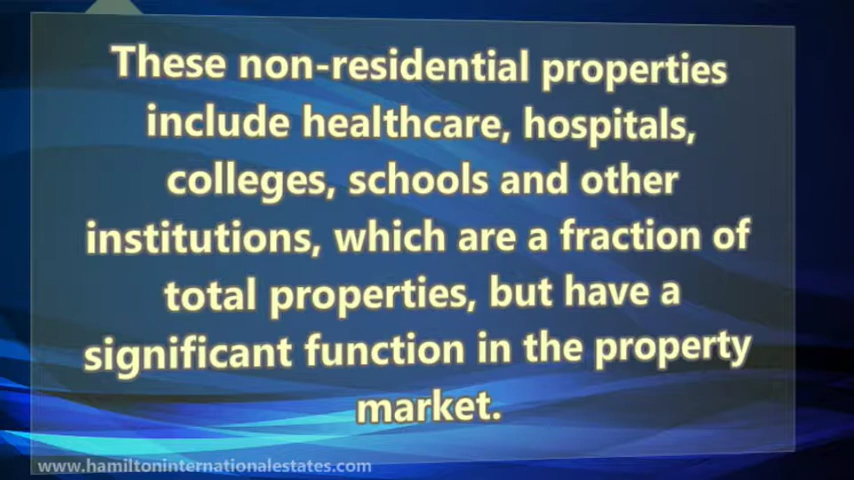 These non-residential properties
include healthcare, hospitals,
colleges, schools and other
institutions, which are a fraction of
total properties, but have a
significant function in the property
market.
www.hamiltoninternationalestates.com